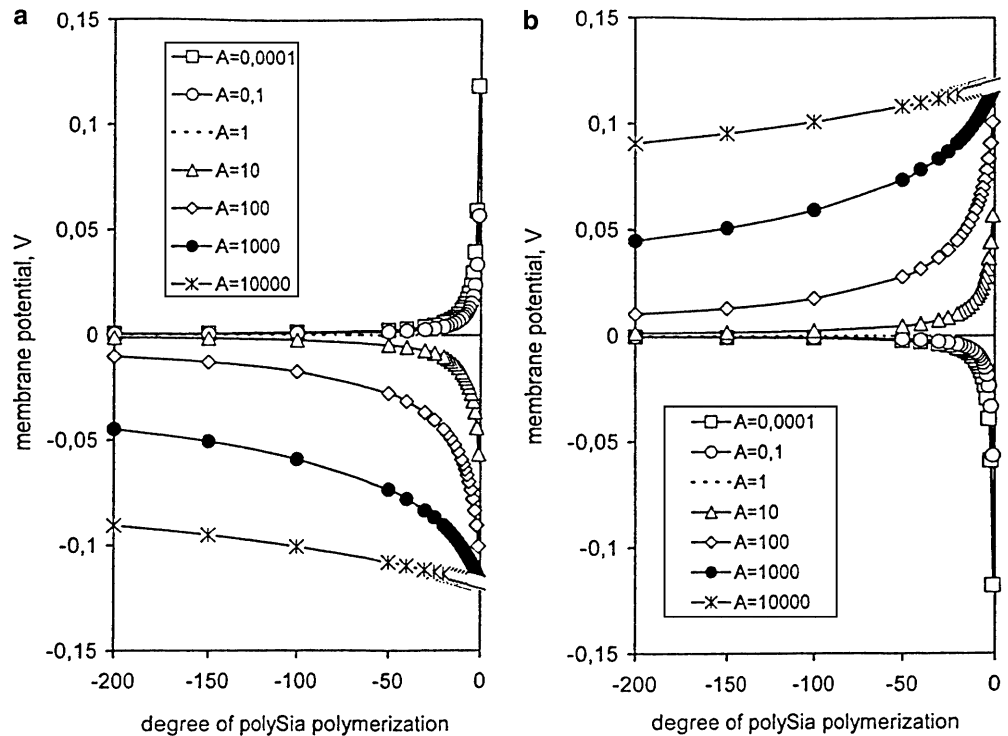 a
0,15
0,1
0,05
0
-0,05
-0,1
-0,15
membrane potential, V
A=0,0001
A=0,1
A=1
A=10
A=100
A=1000
A=10000
-200
-150
-100
-50
0
degree of polySia polymerization
b
0,15
0,1
0,05
0
-0,05
-0,1
-0,15
membrane potential, V
A=0,0001
A=0,1
A=1
A=10
A=100
A=1000
A=10000
-200
-150
-100
-50
0
degree of polySia polymerization